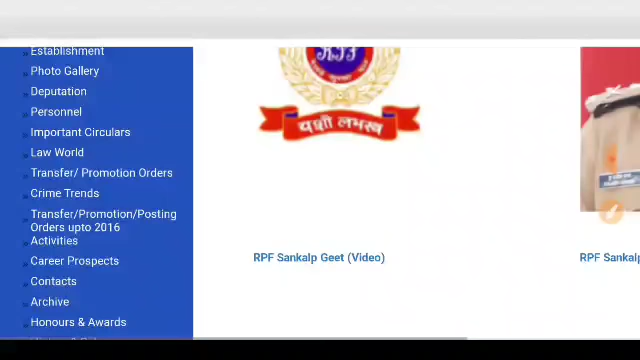 Establishment
Photo Gallery
Deputation
Personnel
Important Circulars
Law World
Transfer/ Promotion Orders
Crime Trends
Transfer/Promotion/Posting
Orders upto 2016
Activities
Career Prospects
Contacts
Archive
Honours & Awards
यशो लभस्व
RPF Sankalp Geet (Video)
RPF Sankalp